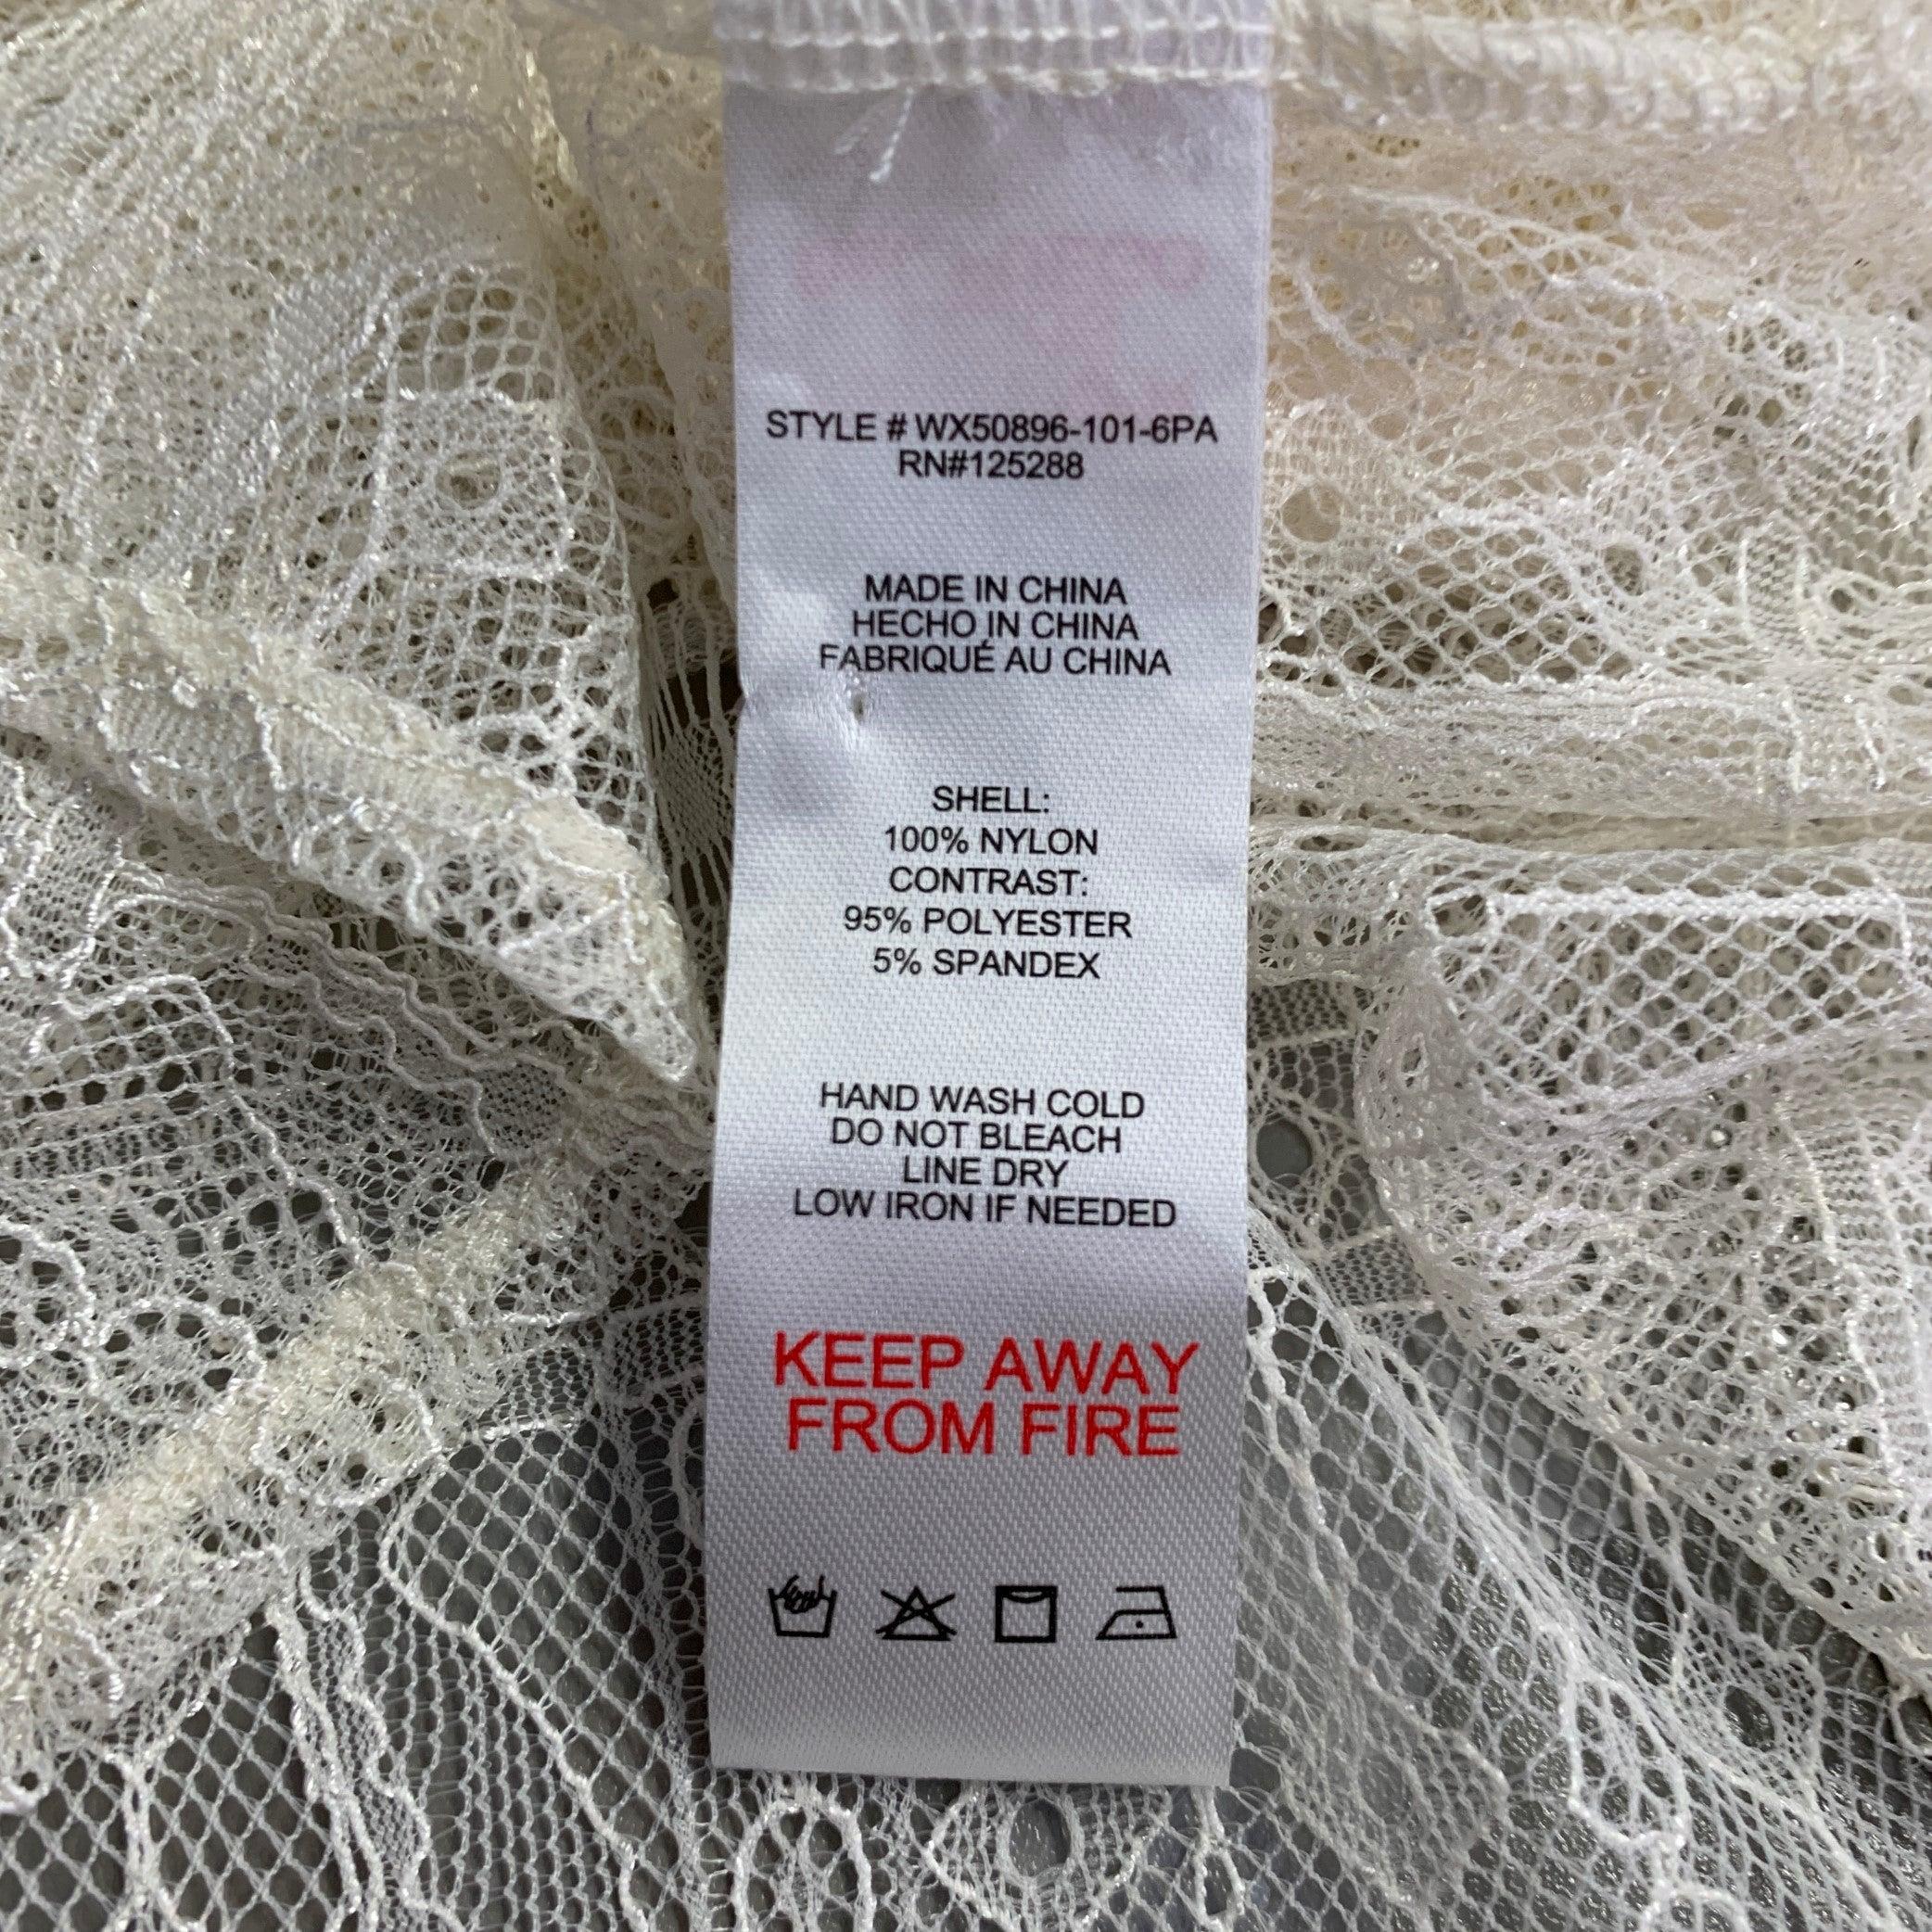 STYLE # WX50896-101-6PA
RN#125288
MADE IN CHINA
HECHO IN CHINA
FABRIQUÉ AU CHINA
SHELL:
100% NYLON
CONTRAST:
95% POLYESTER
5% SPANDEX
HAND WASH COLD
DO NOT BLEACH
LINE DRY
LOW IRON IF NEEDED
KEEP AWAY
FROM FIRE